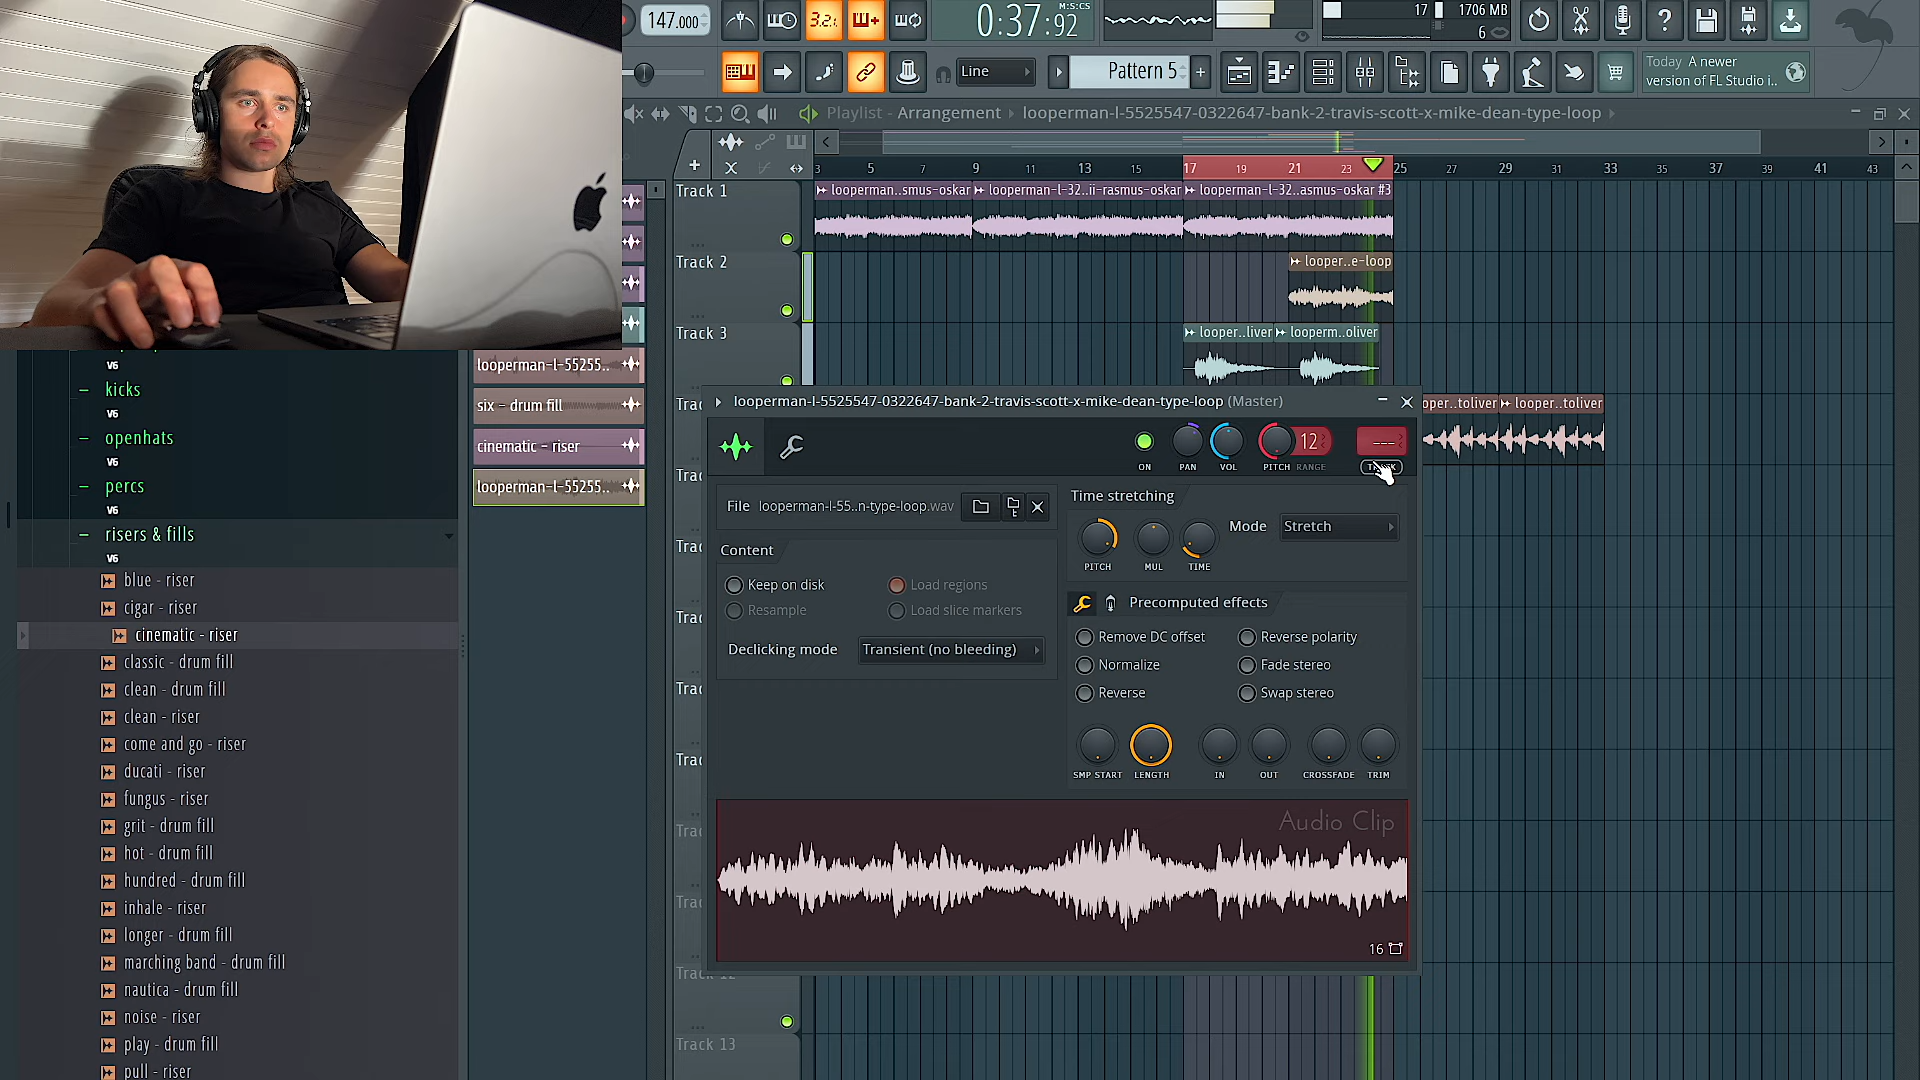 147.000
3.2.
0:37:92
M:S:CS
17
1706 MB
6
Line
Pattern 5
Today A newer
version of FL Studio i..
Playlist - Arrangement
looperman-l-5525547-0322647-bank-2-travis-scott-x-mike-dean-type-loop
3 5 7 9 11 13 15 17 19 21 23 25 27 29 31 33 35 37 39 41 43
Track 1
looperman..smus-oskar
looperman-l-32..ii-rasmus-oskar
looperman-l-32..asmus-oskar #3
Track 2
looper..e-loop
Track 3
looper..liver
looperm..oliver
V6
kicks
V6
openhats
V6
percs
V6
risers & fills
V6
blue - riser
cigar - riser
cinematic - riser
classic - drum fill
clean - drum fill
clean - riser
come and go - riser
ducati - riser
fungus - riser
grit - drum fill
hot - drum fill
hundred - drum fill
inhale - riser
longer - drum fill
marching band - drum fill
nautica - drum fill
noise - riser
play - drum fill
pull - riser
looperman-l-55255..
six - drum fill
cinematic - riser
looperman-l-55255..
looperman-l-5525547-0322647-bank-2-travis-scott-x-mike-dean-type-loop (Master)
oper..toliver
looper..toliver
12
---
ON
PAN
VOL
PITCH
RANGE
File
looperman-l-55..n-type-loop.wav
Content
Keep on disk
Load regions
Resample
Load slice markers
Declicking mode
Transient (no bleeding)
Time stretching
Mode
Stretch
PITCH
MUL
TIME
Precomputed effects
Remove DC offset
Reverse polarity
Normalize
Fade stereo
Reverse
Swap stereo
SMP START
LENGTH
IN
OUT
CROSSFADE
TRIM
Audio Clip
16
Track 13